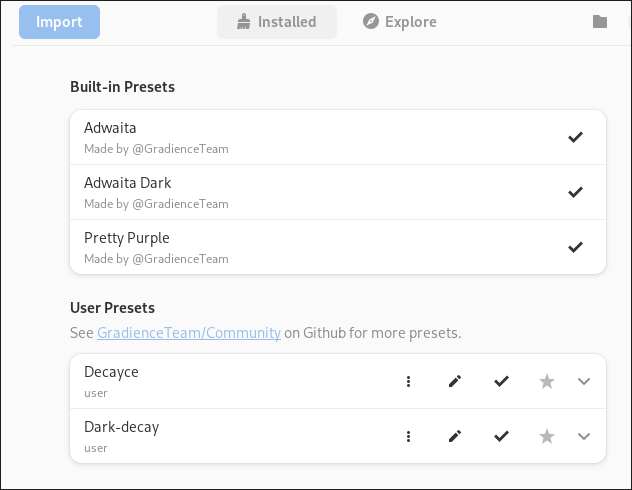 Import
Installed
Explore
Built-in Presets
Adwaita
Made by @GradienceTeam
Adwaita Dark
Made by @GradienceTeam
Pretty Purple
Made by @GradienceTeam
User Presets
See GradienceTeam/Community on Github for more presets.
Decayce
user
Dark-decay
user